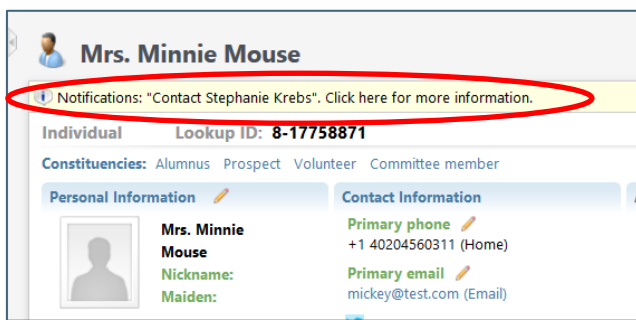 Mrs. Minnie Mouse
Notifications: "Contact Stephanie Krebs". Click here for more information.
Individual Lookup ID: 8-17758871
Constituencies: Alumnus Prospect Volunteer Committee member
Personal Information
Mrs. Minnie
Mouse
Nickname:
Maiden:
Contact Information
Primary phone
+1 40204560311 (Home)
Primary email
mickey@test.com (Email)